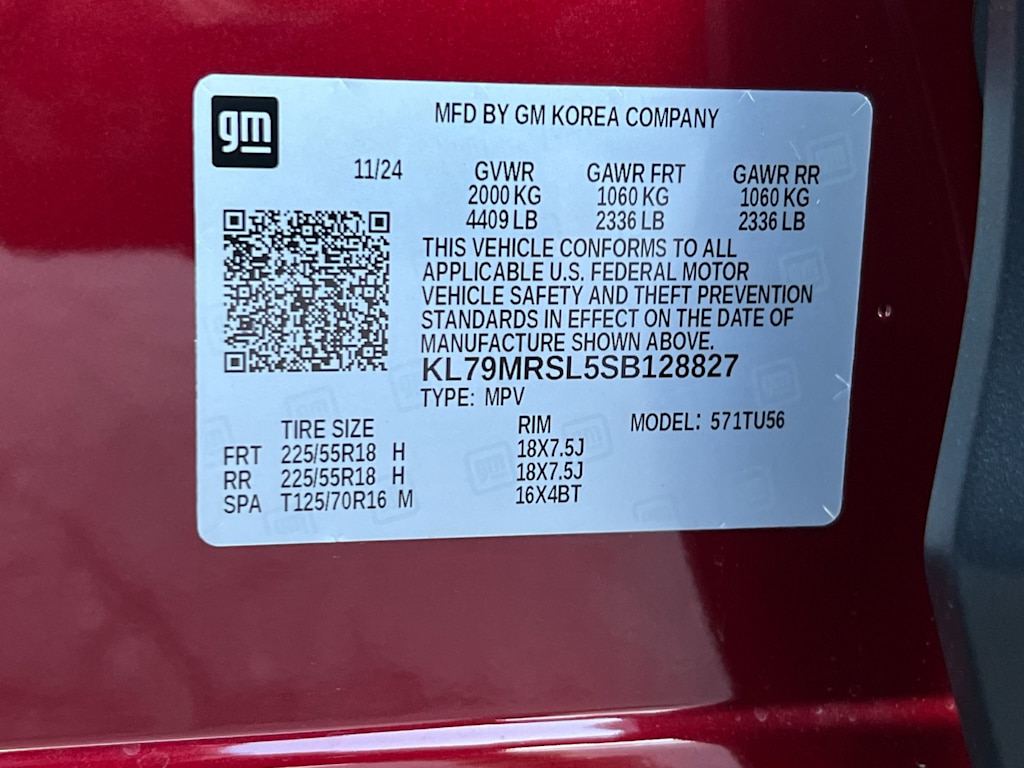 gm
MFD BY GM KOREA COMPANY
11/24 GVWR GAWR FRT GAWR RR
2000 KG 1060 KG 1060 KG
4409 LB 2336 LB 2336 LB
THIS VEHICLE CONFORMS TO ALL
APPLICABLE U.S. FEDERAL MOTOR
VEHICLE SAFETY AND THEFT PREVENTION
STANDARDS IN EFFECT ON THE DATE OF
MANUFACTURE SHOWN ABOVE.
KL79MRSL5SB128827
TYPE: MPV
TIRE SIZE RIM MODEL: 571TU56
FRT 225/55R18 H 18X7.5J
RR 225/55R18 H 18X7.5J
SPA T125/70R16 M 16X4BT